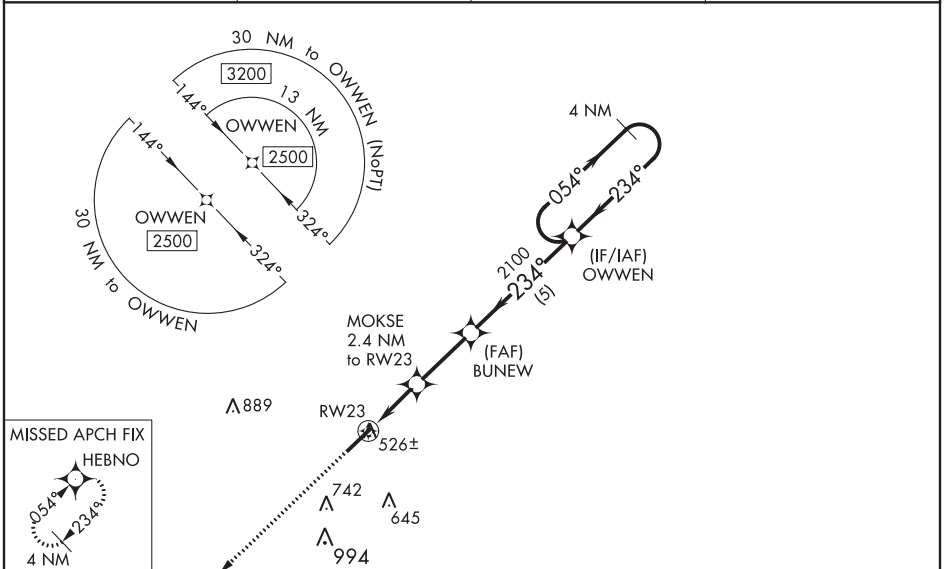 30 NM to OWWEN (NoPT)
3200
13 NM
144°
OWWEN
2500
324°
144°
OWWEN
2500
324°
30 NM to OWWEN
4 NM
054°
234°
(IF/IAF)
OWWEN
2100
234°
(5)
MOKSE
2.4 NM
to RW23
(FAF)
BUNEW
889
RW23
526±
742
645
994
MISSED APCH FIX
HEBNO
054°
234°
4 NM